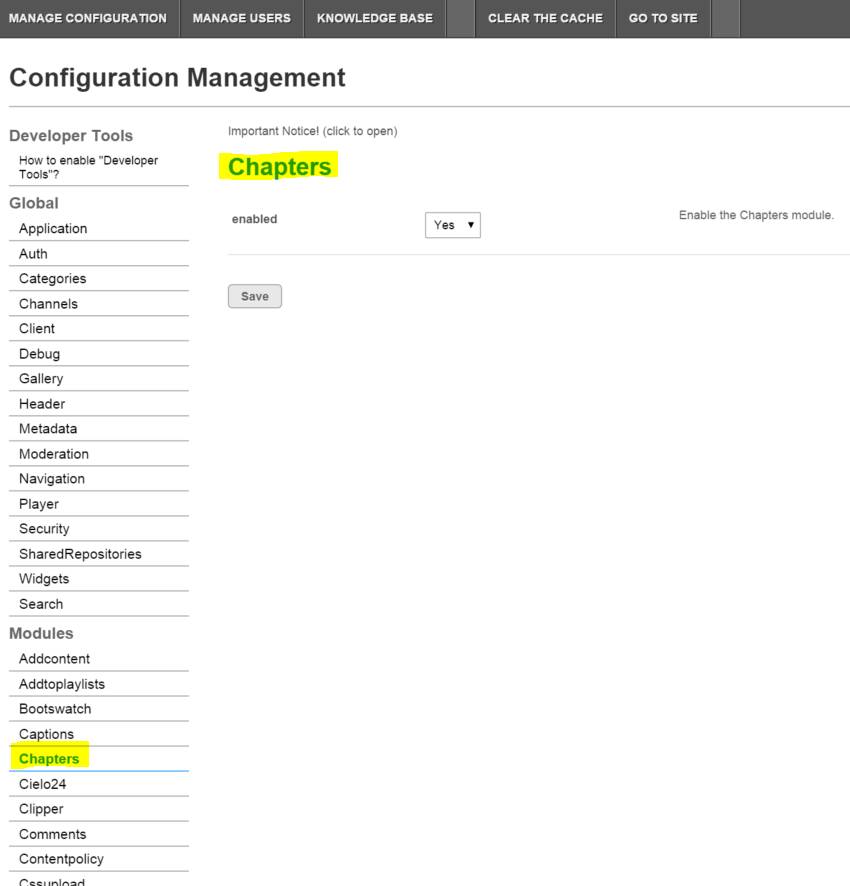 MANAGE CONFIGURATION MANAGE USERS KNOWLEDGE BASE CLEAR THE CACHE GO TO SITE
Configuration Management
Developer Tools
How to enable "Developer
Tools"?
Global
Application
Auth
Categories
Channels
Client
Debug
Gallery
Header
Metadata
Moderation
Navigation
Player
Security
SharedRepositories
Widgets
Search
Modules
Addcontent
Addtoplaylists
Bootswatch
Captions
Chapters
Cielo24
Clipper
Comments
Contentpolicy
Cssupload
Important Notice! (click to open)
Chapters
enabled Yes ▼ Enable the Chapters module.
Save